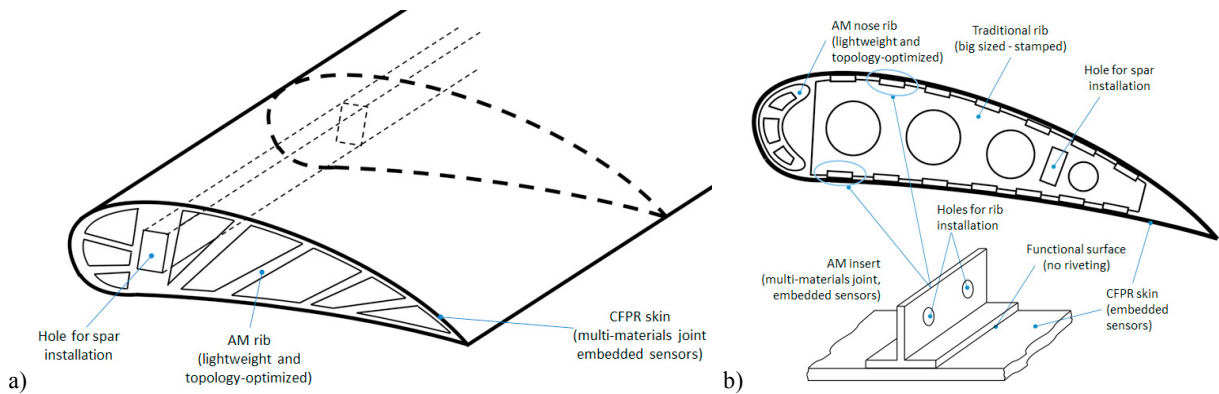 a)
Hole for spar
installation
AM rib
(lightweight and
topology-optimized)
CFPR skin
(multi-materials joint
embedded sensors)
b)
AM nose rib
(lightweight and
topology-optimized)
Traditional rib
(big sized - stamped)
Hole for spar
installation
Holes for rib
installation
AM insert
(multi-materials joint,
embedded sensors)
Functional surface
(no riveting)
CFPR skin
(embedded
sensors)